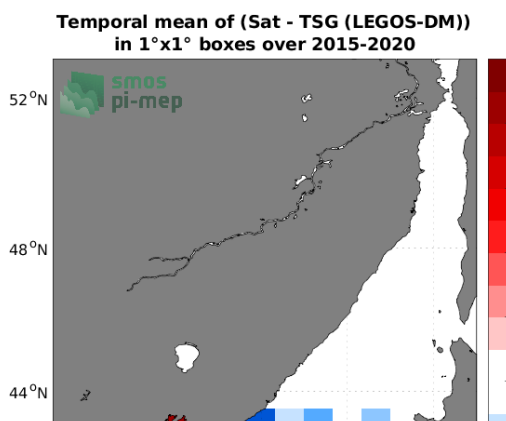 Temporal mean of (Sat - TSG (LEGOS-DM))
in 1°x1° boxes over 2015-2020
smos
pi-mep
52°N
48°N
44°N